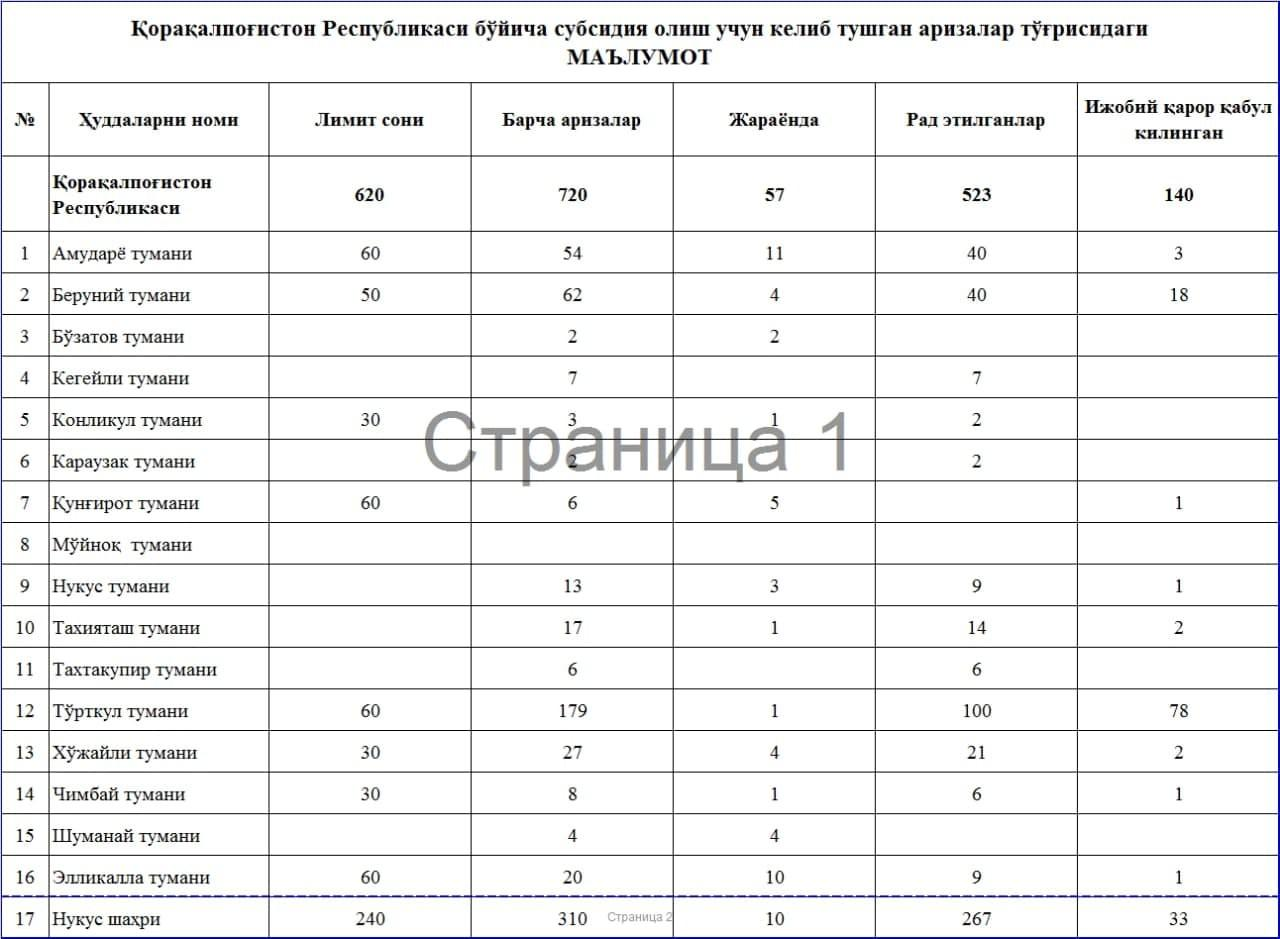 Қорақалпоғистон Республикаси бўйича субсидия олиш учун келиб тушган аризалар тўғрисидаги
МАЪЛУМОТ
№ Ҳуддаларни номи Лимит сони Барча аризалар Жараёнда Рад этилганлар Ижобий қарор қабул
килинган
Қорақалпоғистон
Республикаси 620 720 57 523 140
1 Амударё тумани 60 54 11 40 3
2 Беруний тумани 50 62 4 40 18
3 Бўзатов тумани 2 2
4 Кегейли тумани 7 7
5 Конликул тумани 30 3 1 2
Страница 1
6 Караузак тумани 2 2
7 Қунғирот тумани 60 6 5 1
8 Мўйноқ тумани
9 Нукус тумани 13 3 9 1
10 Тахияташ тумани 17 1 14 2
11 Тахтакупир тумани 6 6
12 Тўрткул тумани 60 179 1 100 78
13 Хўжайли тумани 30 27 4 21 2
14 Чимбай тумани 30 8 1 6 1
15 Шуманай тумани 4 4
16 Элликалла тумани 60 20 10 9 1
17 Нукус шаҳри 240 310 Страница 2 10 267 33